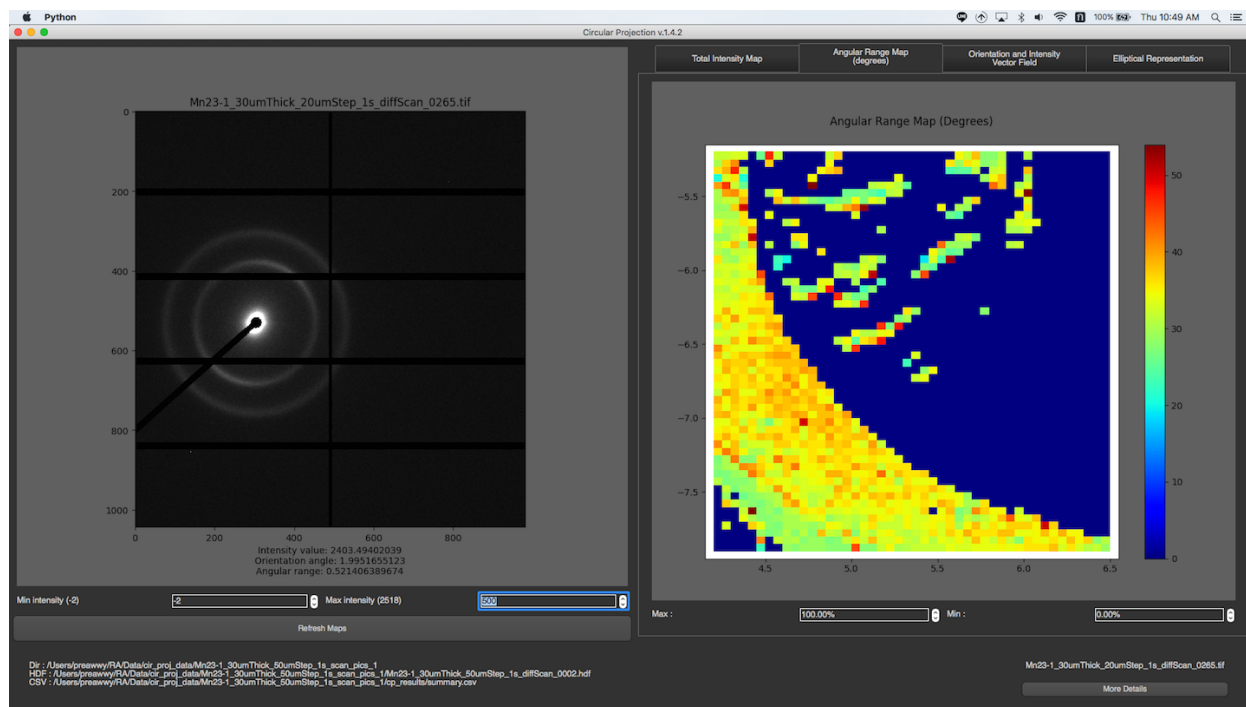 Python
100%
Thu 10:49 AM
Circular Projection v.1.4.2
Mn23-1_30umThick_20umStep_1s_diffScan_0265.tif
0
200
400
600
800
1000
0 200 400 600 800
Intensity value: 2403.49402039
Orientation angle: 1.9951655123
Angular range: 0.521406389674
Min intensity (-2)
-2
Max intensity (2518)
500
Refresh Maps
Total Intensity Map
Angular Range Map
(degrees)
Orientation and Intensity
Vector Field
Elliptical Representation
Angular Range Map (Degrees)
−5.5
−6.0
−6.5
−7.0
−7.5
4.5 5.0 5.5 6.0 6.5
50
40
30
20
10
0
Max :
100.00%
Min :
0.00%
Dir : /Users/preawwy/RA/Data/cir_proj_data/Mn23-1_30umThick_50umStep_1s_scan_pics_1
HDF : /Users/preawwy/RA/Data/cir_proj_data/Mn23-1_30umThick_50umStep_1s_scan_pics_1/Mn23-1_30umThick_50umStep_1s_diffScan_0002.hdf
CSV : /Users/preawwy/RA/Data/cir_proj_data/Mn23-1_30umThick_50umStep_1s_scan_pics_1/cp_results/summary.csv
Mn23-1_30umThick_20umStep_1s_diffScan_0265.tif
More Details